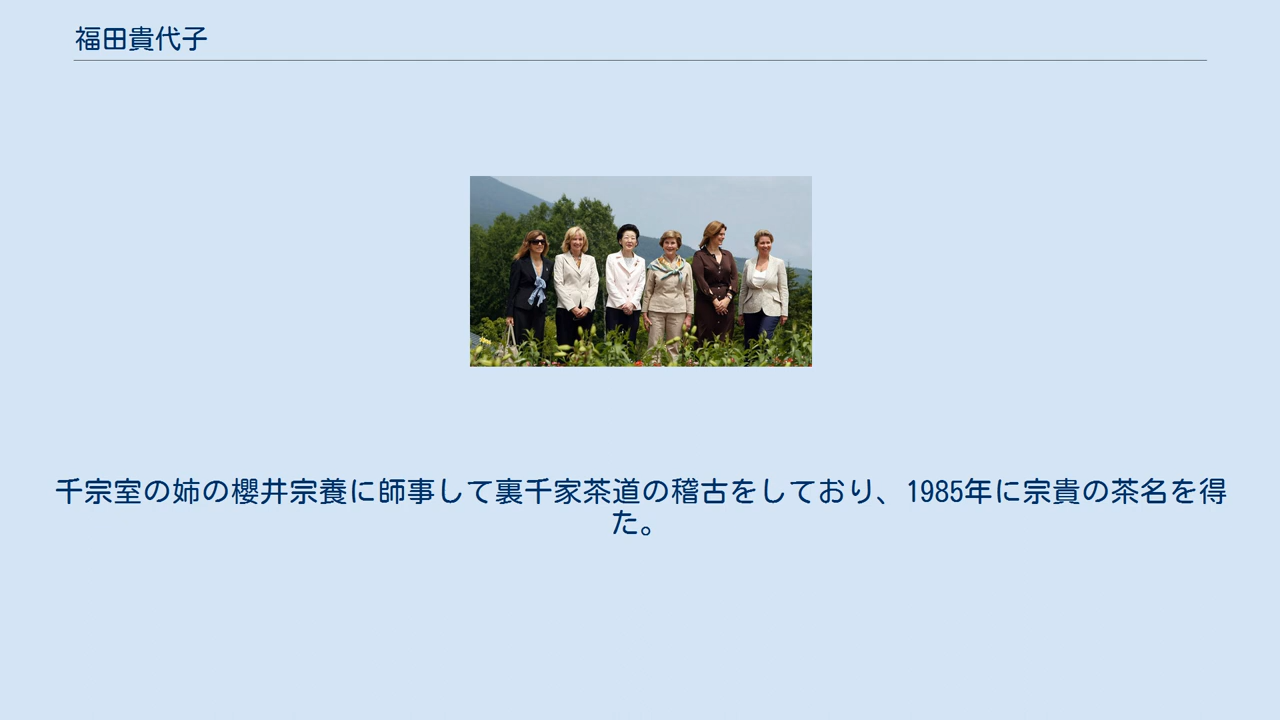 福田貴代子
千宗室の姉の櫻井宗養に師事して裏千家茶道の稽古をしており、1985年に宗貴の茶名を得
た。